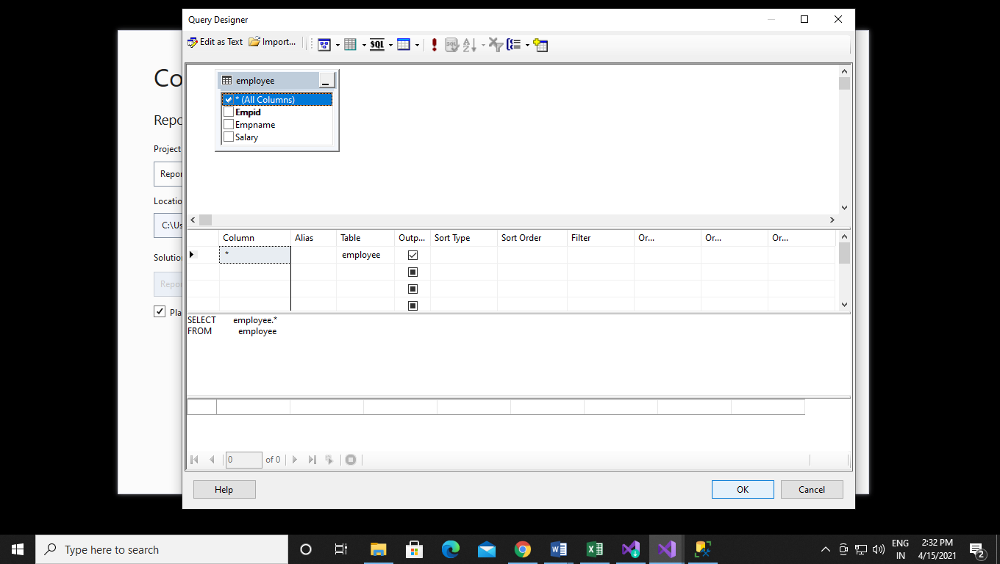 Query Designer
Edit as Text Import...
SQL
employee
* (All Columns)
Empid
Empname
Salary
Co
Repo
Project
Repor
Locatio
C:\Us
Solution
Repor
Pla
Column Alias Table Outp... Sort Type Sort Order Filter Or... Or... Or...
* employee
SELECT employee.*
FROM employee
0 of 0
Help OK Cancel
Type here to search
ENG
IN
2:32 PM
4/15/2021
2